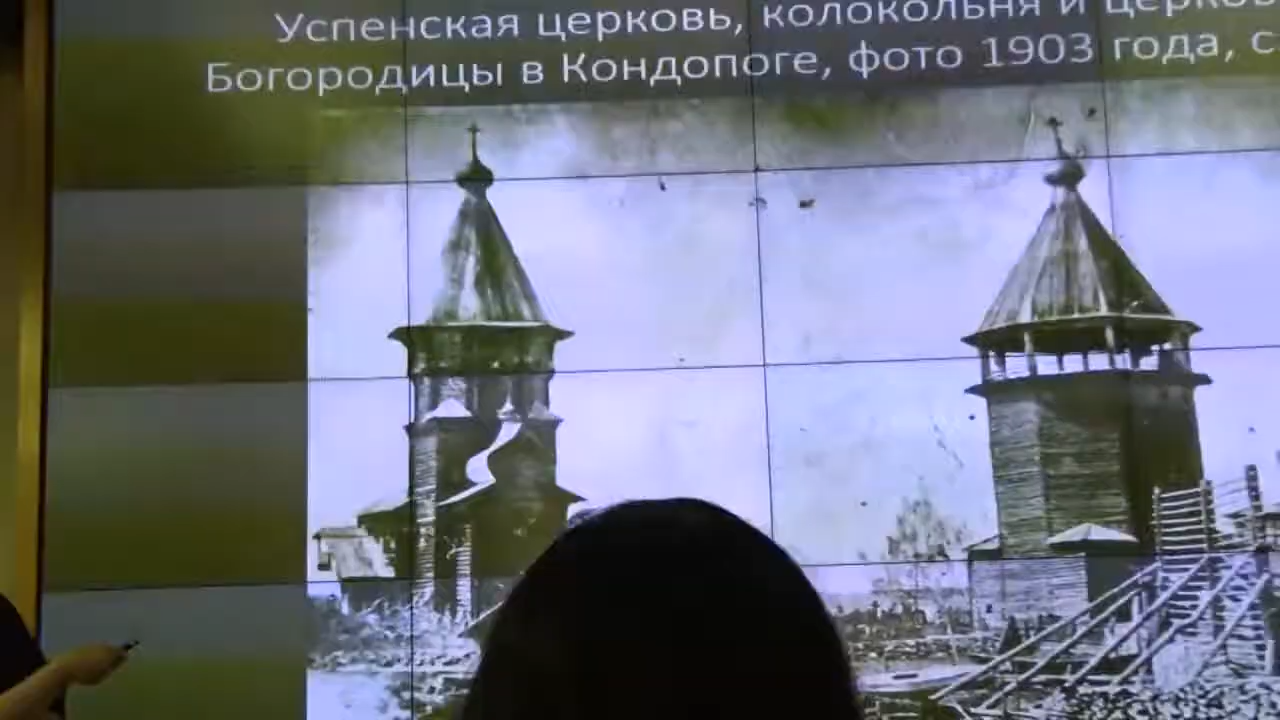 Успенская церковь, колокольня и
Богородицы в Кондопоге, фото 1903 года,